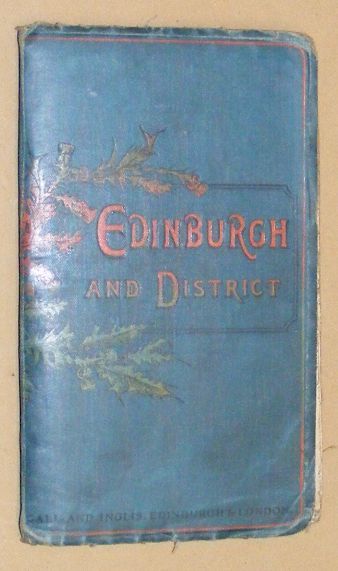 EDINBURGH
AND DISTRICT
GALL AND INGLIS, EDINBURGH & LONDON